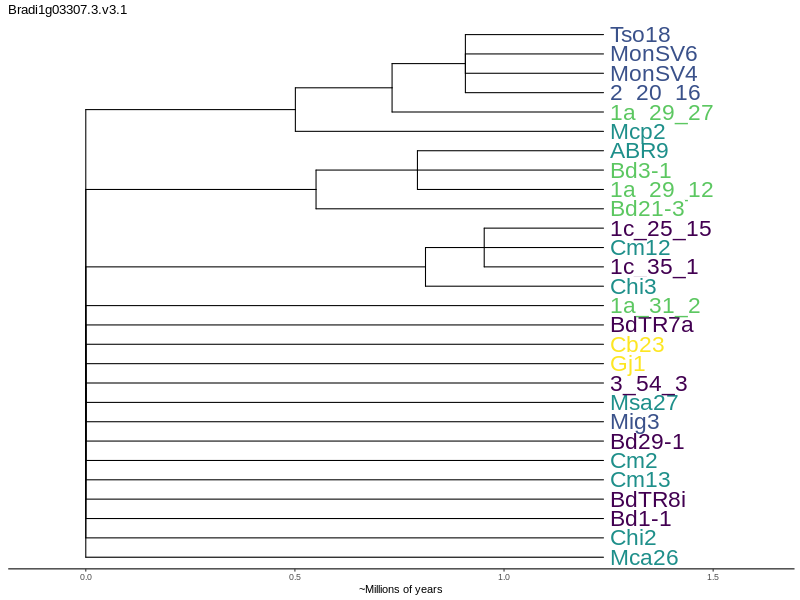 Bradi1g03307.3.v3.1
Tso18
MonSV6
MonSV4
2_20_16
1a_29_27
Mcp2
ABR9
Bd3-1
1a_29_12
Bd21-3
1c_25_15
Cm12
1c_35_1
Chi3
1a_31_2
BdTR7a
Cb23
Gj1
3_54_3
Msa27
Mig3
Bd29-1
Cm2
Cm13
BdTR8i
Bd1-1
Chi2
Mca26
0.0 0.5 1.0 1.5
~Millions of years